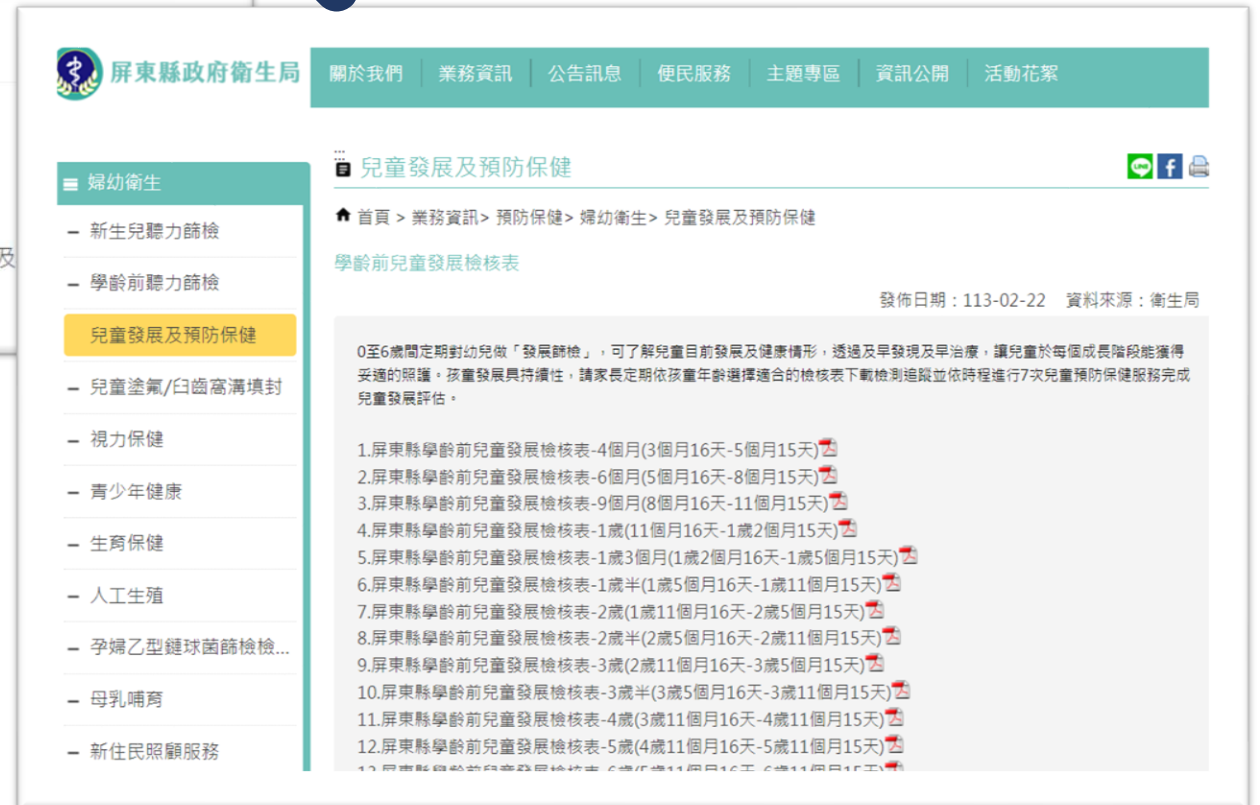 屏東縣政府衛生局
關於我們 業務資訊 公告訊息 便民服務 主題專區 資訊公開 活動花絮
婦幼衛生
新生兒聽力篩檢
學齡前聽力篩檢
兒童發展及預防保健
兒童塗氟/臼齒窩溝填封
視力保健
青少年健康
生育保健
人工生殖
孕婦乙型鏈球菌篩檢檢...
母乳哺育
新住民照顧服務
及
兒童發展及預防保健
首頁 > 業務資訊> 預防保健> 婦幼衛生> 兒童發展及預防保健
學齡前兒童發展檢核表
發佈日期：113-02-22 資料來源：衛生局
0至6歲間定期對幼兒做「發展篩檢」，可了解兒童目前發展及健康情形，透過及早發現及早治療，讓兒童於每個成長階段能獲得
妥適的照護。孩童發展具持續性，請家長定期依孩童年齡選擇適合的檢核表下載檢測追蹤並依時程進行7次兒童預防保健服務完成
兒童發展評估。
1.屏東縣學齡前兒童發展檢核表-4個月(3個月16天-5個月15天)
2.屏東縣學齡前兒童發展檢核表-6個月(5個月16天-8個月15天)
3.屏東縣學齡前兒童發展檢核表-9個月(8個月16天-11個月15天)
4.屏東縣學齡前兒童發展檢核表-1歲(11個月16天-1歲2個月15天)
5.屏東縣學齡前兒童發展檢核表-1歲3個月(1歲2個月16天-1歲5個月15天)
6.屏東縣學齡前兒童發展檢核表-1歲半(1歲5個月16天-1歲11個月15天)
7.屏東縣學齡前兒童發展檢核表-2歲(1歲11個月16天-2歲5個月15天)
8.屏東縣學齡前兒童發展檢核表-2歲半(2歲5個月16天-2歲11個月15天)
9.屏東縣學齡前兒童發展檢核表-3歲(2歲11個月16天-3歲5個月15天)
10.屏東縣學齡前兒童發展檢核表-3歲半(3歲5個月16天-3歲11個月15天)
11.屏東縣學齡前兒童發展檢核表-4歲(3歲11個月16天-4歲11個月15天)
12.屏東縣學齡前兒童發展檢核表-5歲(4歲11個月16天-5歲11個月15天)